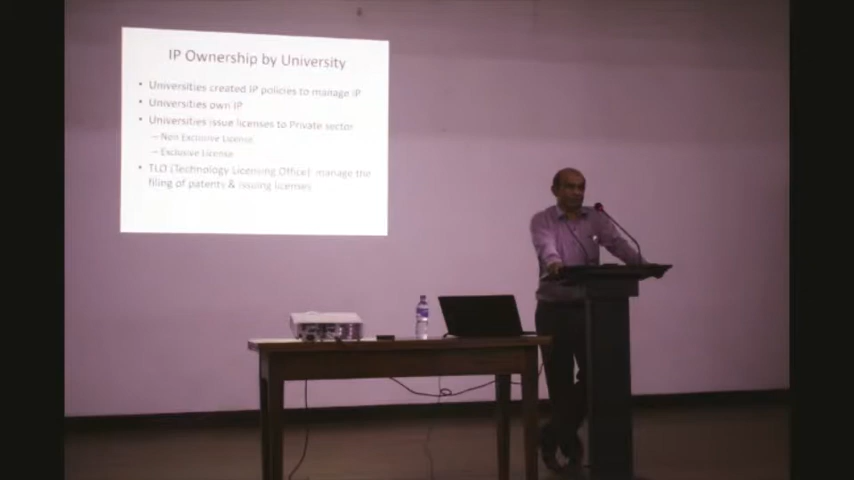 IP Ownership by University
• Universities created IP policies to manage IP
• Universities own IP
• Universities issue licenses to Private sector
– Non Exclusive License
– Exclusive License
• TLO (Technology Licensing Office) manage the
filing of patents & issuing licenses